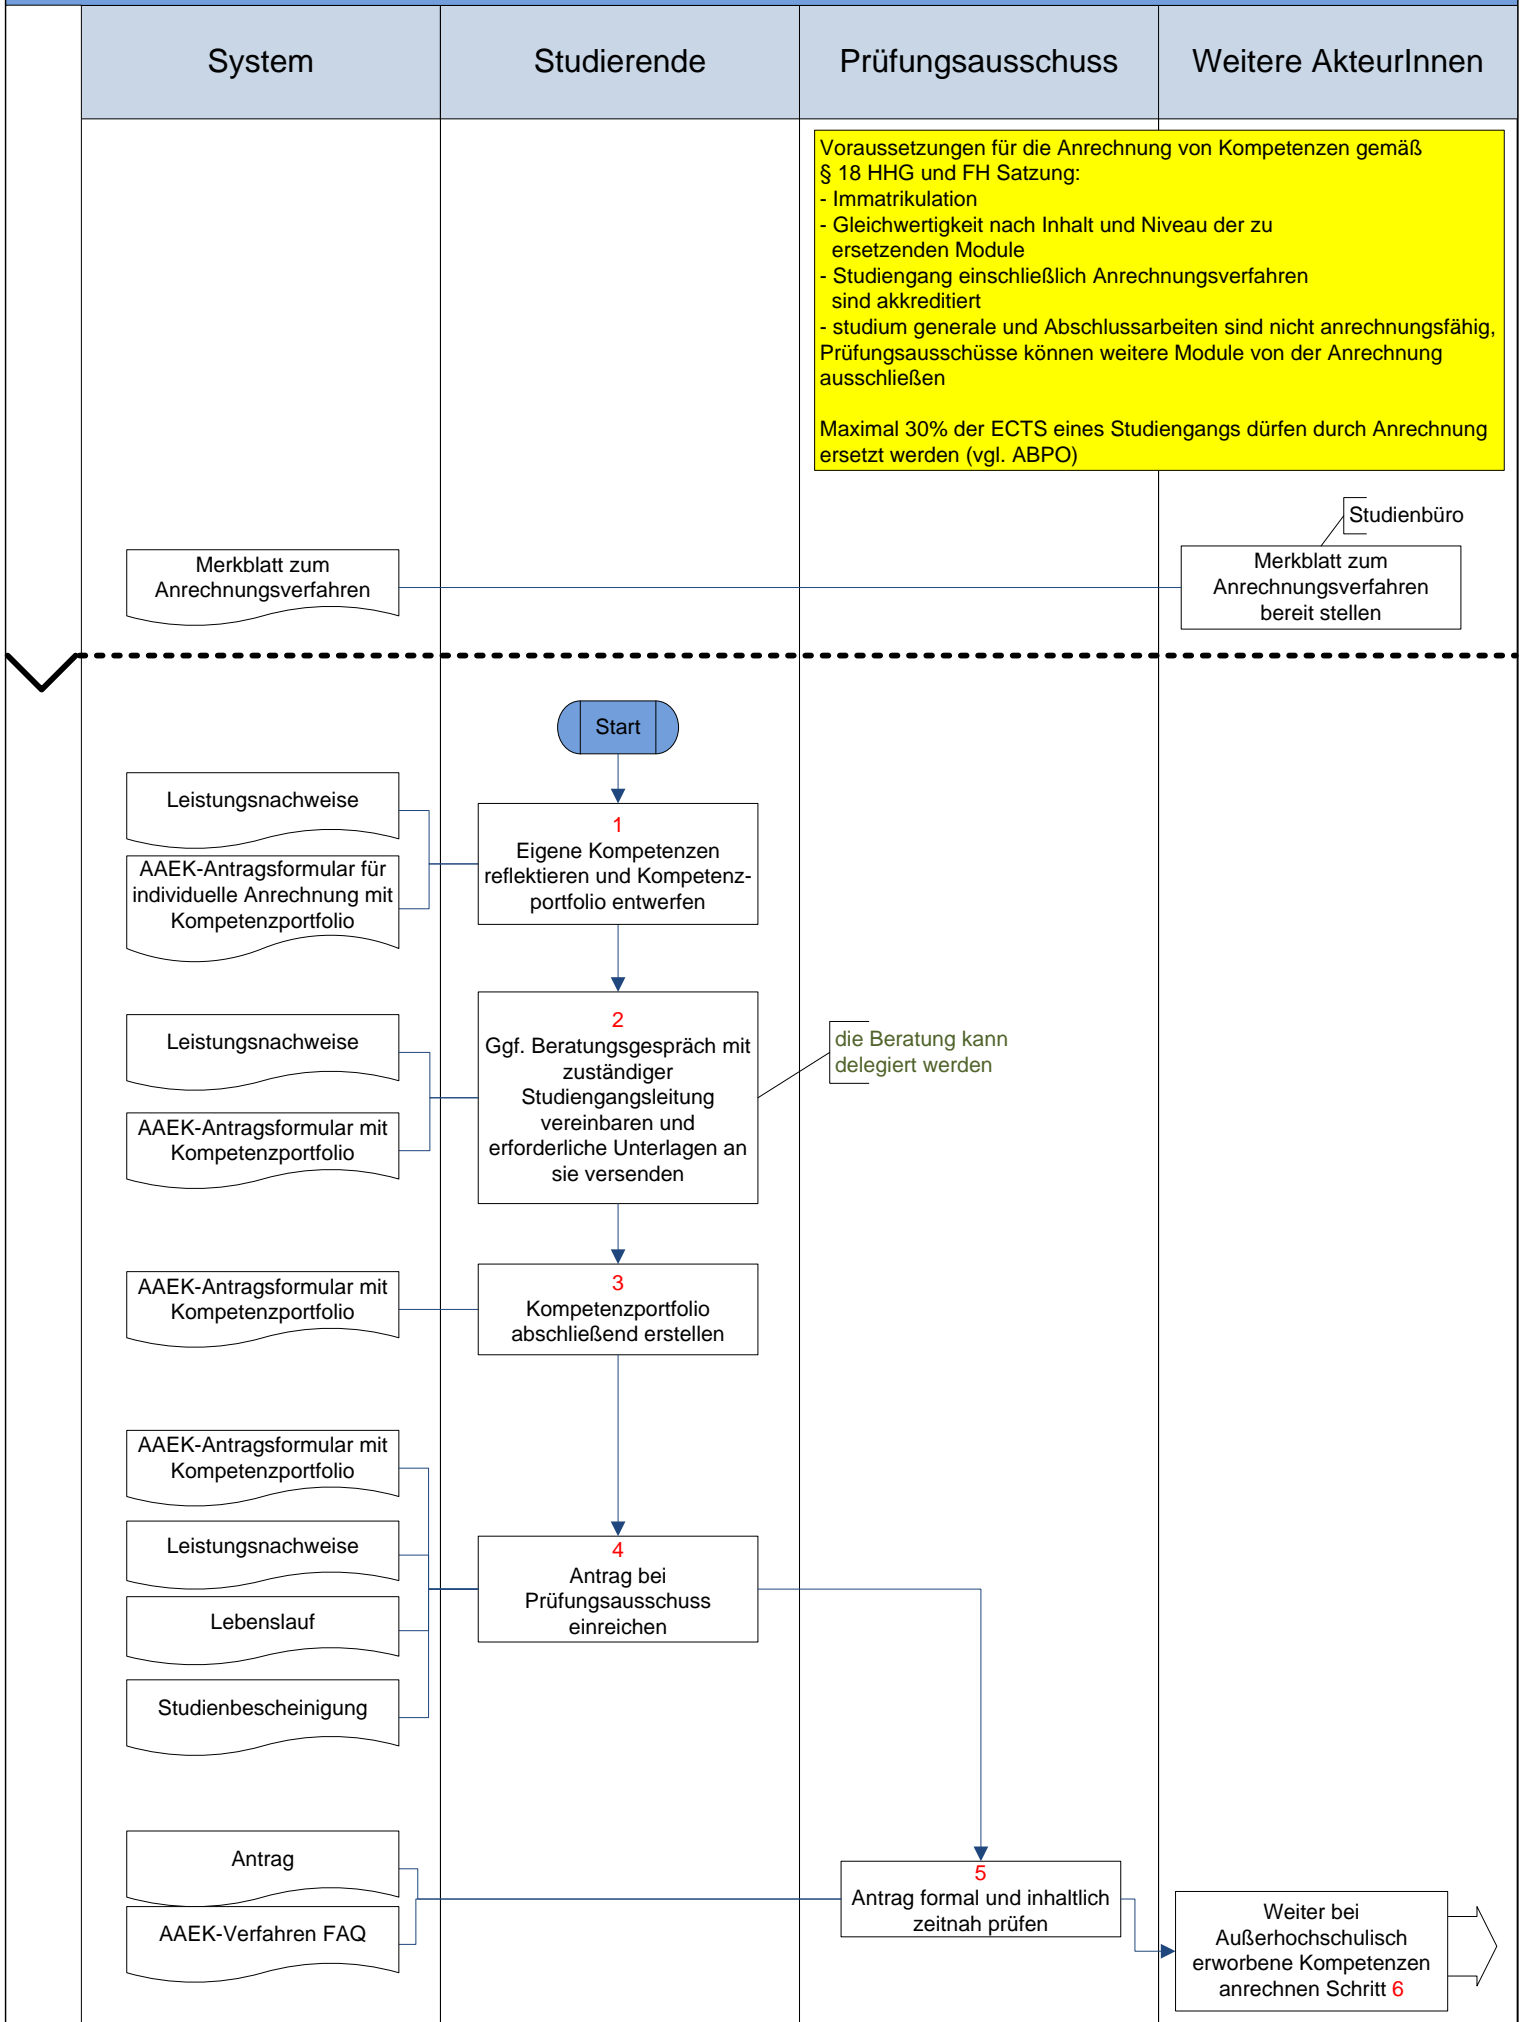 System
Studierende
Prüfungsausschuss
Weitere AkteurInnen
Voraussetzungen für die Anrechnung von Kompetenzen gemäß
§ 18 HHG und FH Satzung:
- Immatrikulation
- Gleichwertigkeit nach Inhalt und Niveau der zu
ersetzenden Module
- Studiengang einschließlich Anrechnungsverfahren
sind akkreditiert
- studium generale und Abschlussarbeiten sind nicht anrechnungsfähig,
Prüfungsausschüsse können weitere Module von der Anrechnung
ausschließen
Maximal 30% der ECTS eines Studiengangs dürfen durch Anrechnung
ersetzt werden (vgl. ABPO)
Studienbüro
Merkblatt zum
Anrechnungsverfahren
Merkblatt zum
Anrechnungsverfahren
bereit stellen
Start
Leistungsnachweise
AAEK-Antragsformular für
individuelle Anrechnung mit
Kompetenzportfolio
1
Eigene Kompetenzen
reflektieren und Kompetenz-
portfolio entwerfen
Leistungsnachweise
AAEK-Antragsformular mit
Kompetenzportfolio
2
Ggf. Beratungsgespräch mit
zuständiger
Studiengangsleitung
vereinbaren und
erforderliche Unterlagen an
sie versenden
die Beratung kann
delegiert werden
AAEK-Antragsformular mit
Kompetenzportfolio
3
Kompetenzportfolio
abschließend erstellen
AAEK-Antragsformular mit
Kompetenzportfolio
Leistungsnachweise
Lebenslauf
Studienbescheinigung
4
Antrag bei
Prüfungsausschuss
einreichen
Antrag
AAEK-Verfahren FAQ
5
Antrag formal und inhaltlich
zeitnah prüfen
Weiter bei
Außerhochschulisch
erworbene Kompetenzen
anrechnen Schritt 6